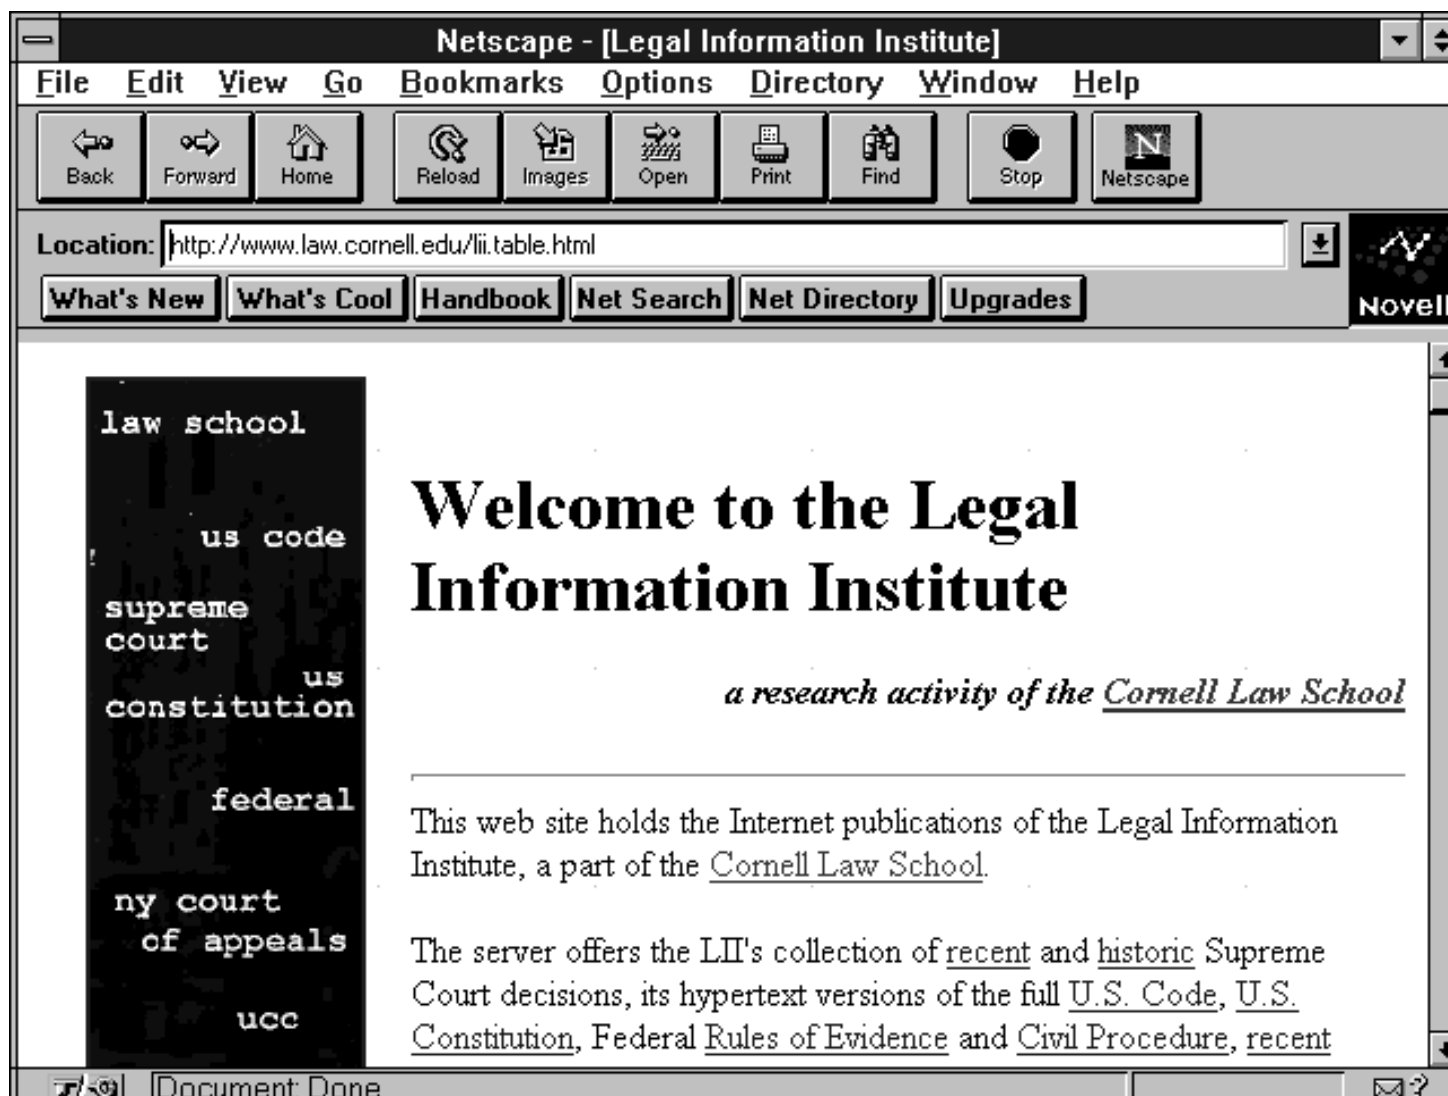 Netscape - [Legal Information Institute]
File Edit View Go Bookmarks Options Directory Window Help
Back Forward Home Reload Images Open Print Find Stop N Netscape
Location: http://www.law.cornell.edu/lii.table.html
What's New What's Cool Handbook Net Search Net Directory Upgrades
Novell
law school
us code
supreme
court
us
constitution
federal
ny court
of appeals
ucc
Welcome to the Legal
Information Institute
a research activity of the Cornell Law School
This web site holds the Internet publications of the Legal Information
Institute, a part of the Cornell Law School.
The server offers the LII's collection of recent and historic Supreme
Court decisions, its hypertext versions of the full U.S. Code, U.S.
Constitution, Federal Rules of Evidence and Civil Procedure, recent
Document: Done
?